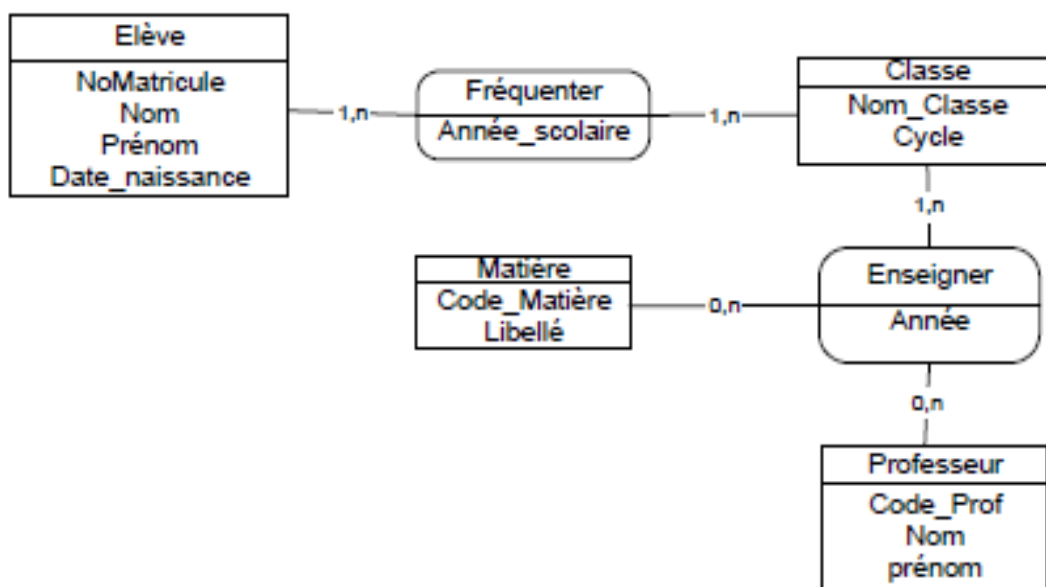 Elève
NoMatricule
Nom
Prénom
Date_naissance
1,n
Fréquenter
Année_scolaire
1,n
Classe
Nom_Classe
Cycle
1,n
Matière
Code_Matière
Libellé
0,n
Enseigner
Année
0,n
Professeur
Code_Prof
Nom
prénom